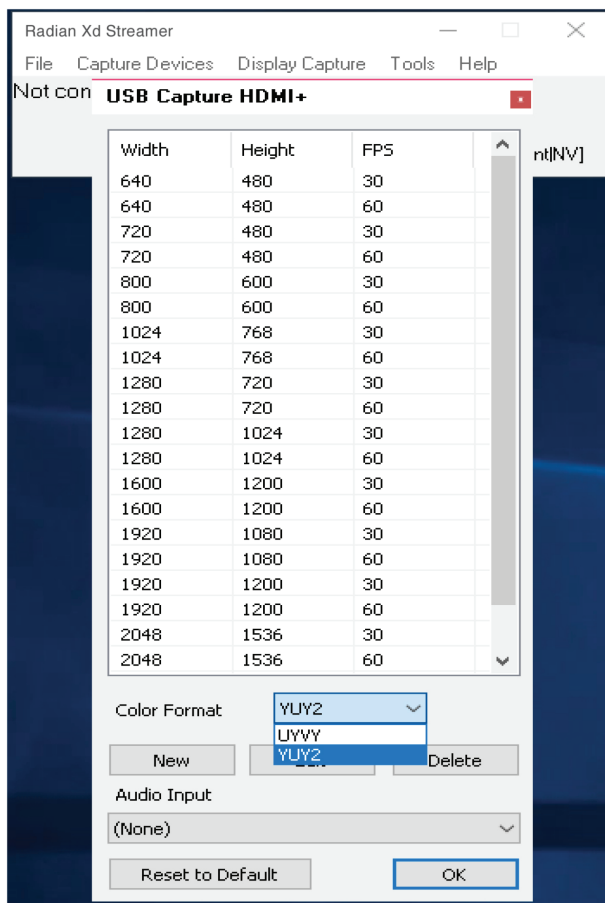 Radian Xd Streamer
File Capture Devices Display Capture Tools Help
Not con
USB Capture HDMI+
nt|NV]
Width Height FPS
640 480 30
640 480 60
720 480 30
720 480 60
800 600 30
800 600 60
1024 768 30
1024 768 60
1280 720 30
1280 720 60
1280 1024 30
1280 1024 60
1600 1200 30
1600 1200 60
1920 1080 30
1920 1080 60
1920 1200 30
1920 1200 60
2048 1536 30
2048 1536 60
Color Format YUY2
UYVY
YUY2
New Delete
Audio Input
(None)
Reset to Default OK